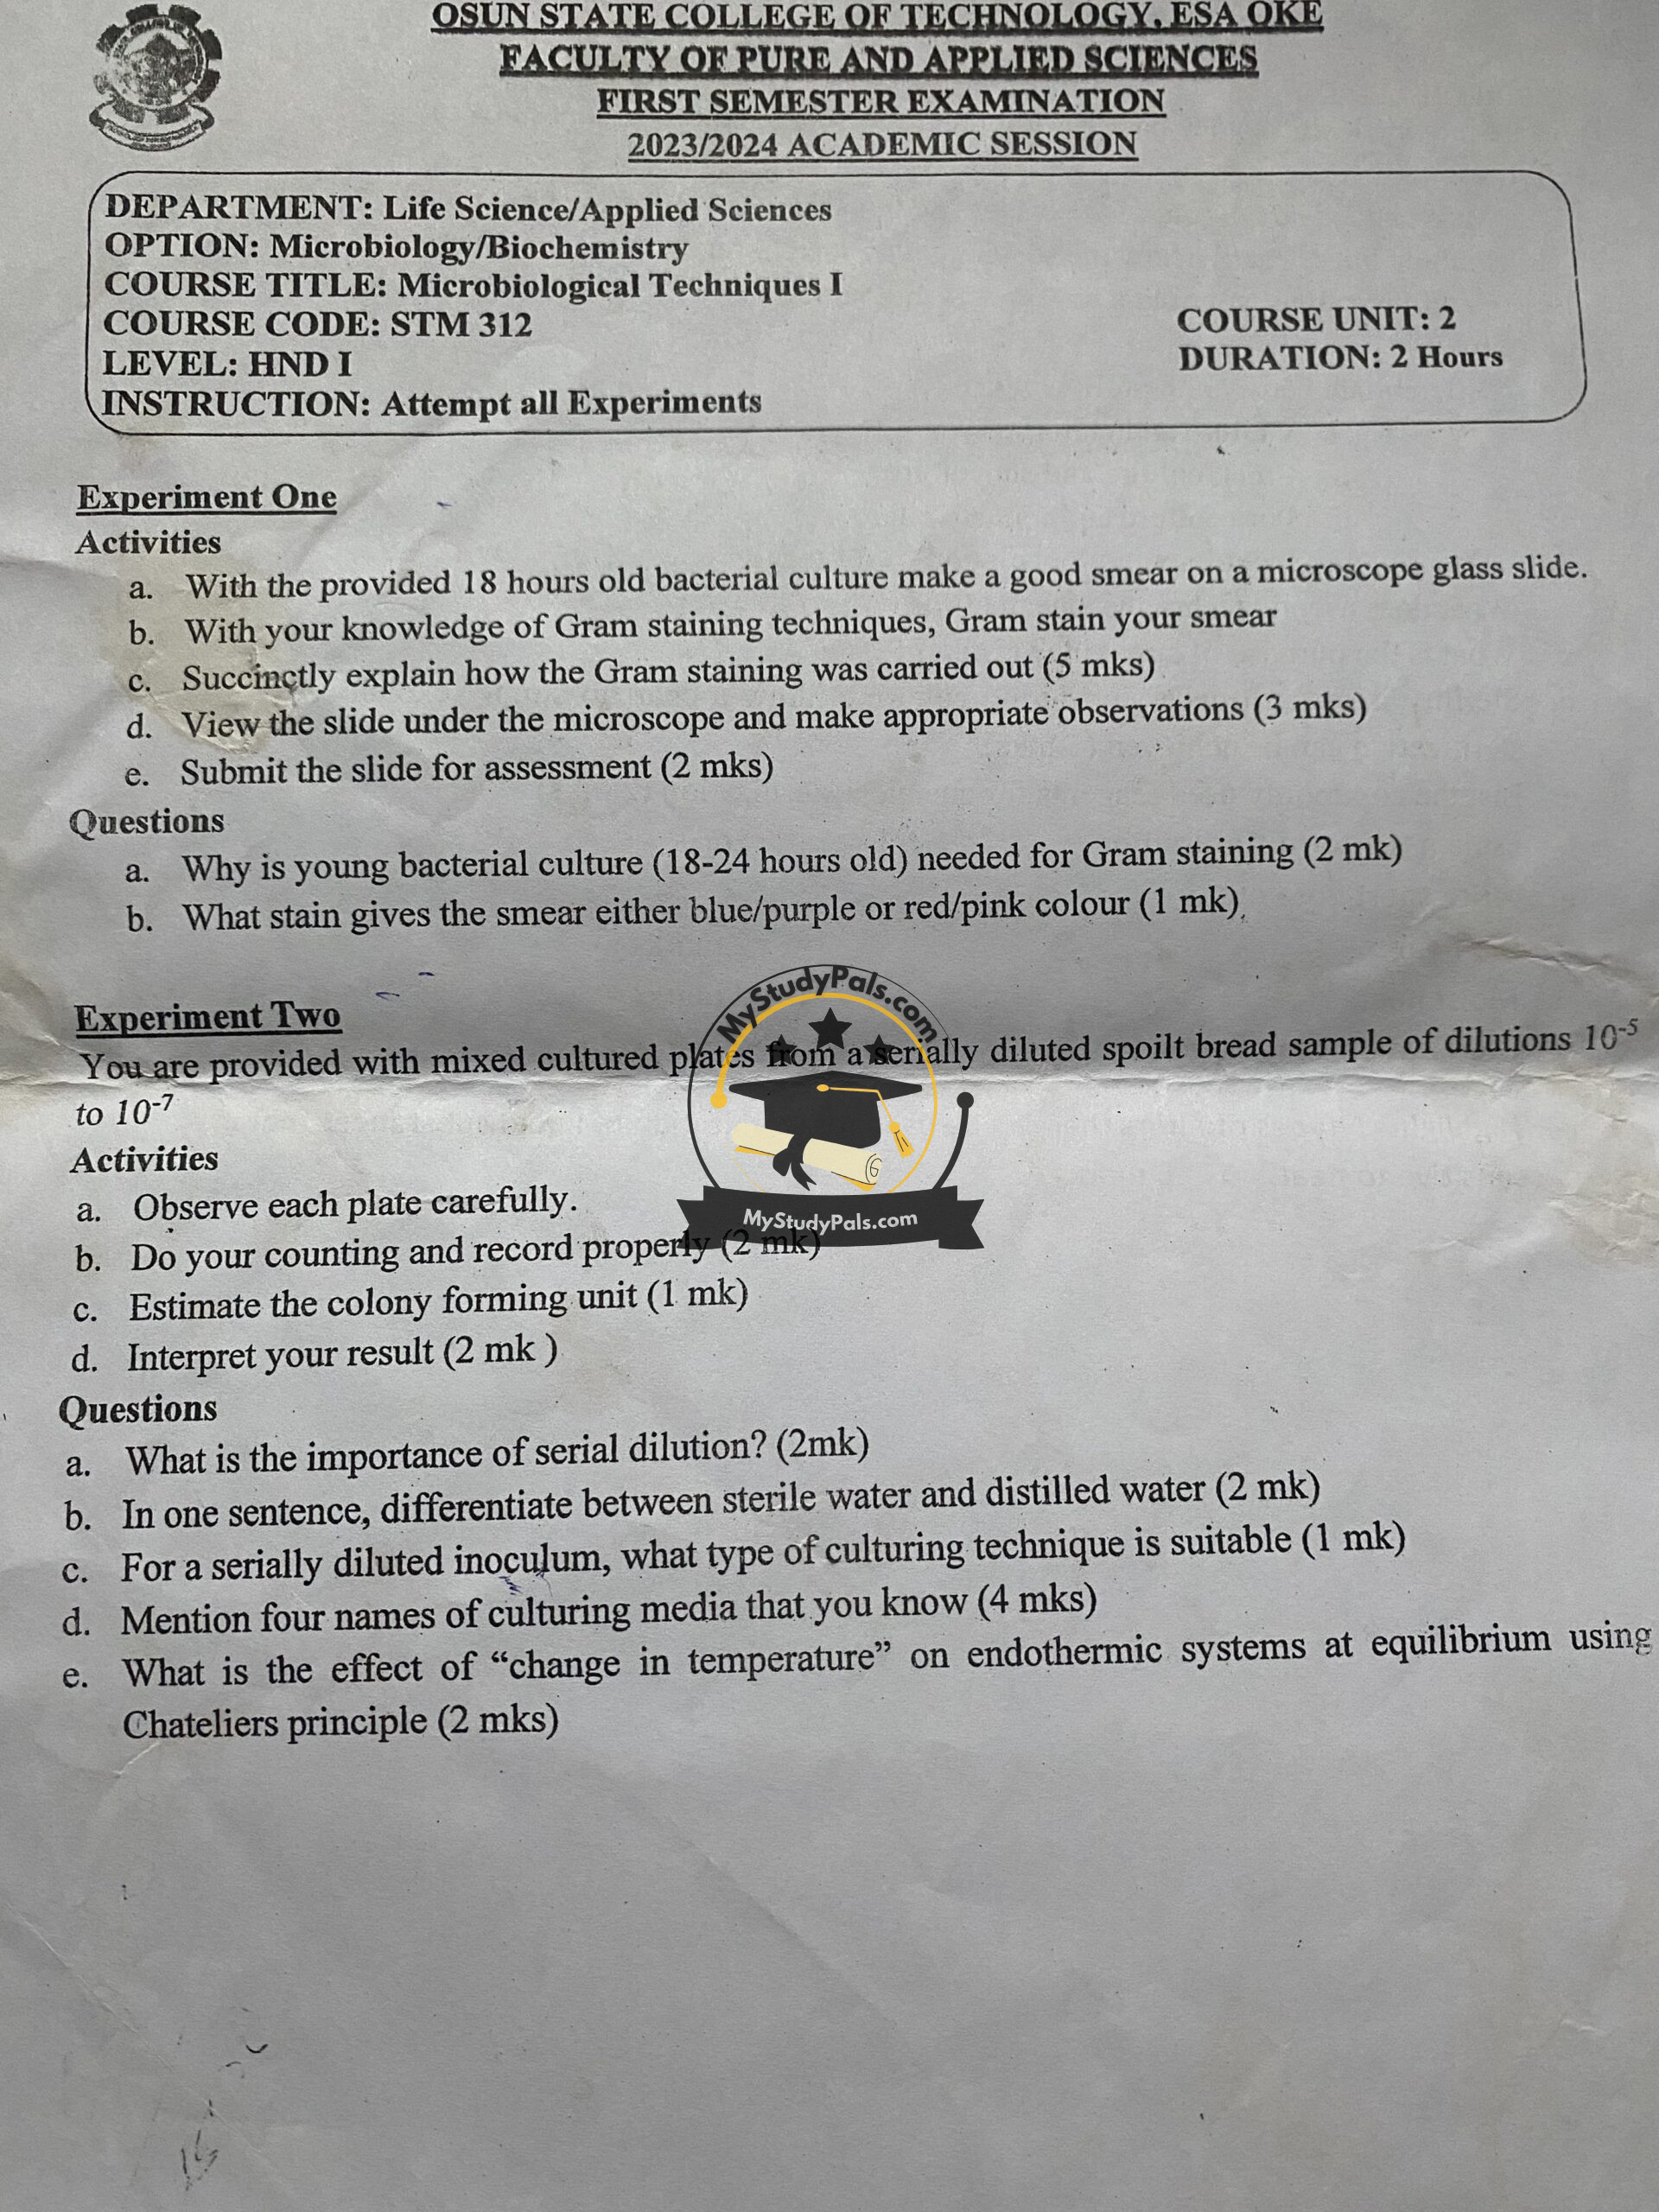 OSUN STATE COLLEGE OF TECHNOLOGY, ESA OKE
FACULTY OF PURE AND APPLIED SCIENCES
FIRST SEMESTER EXAMINATION
2023/2024 ACADEMIC SESSION
DEPARTMENT: Life Science/Applied Sciences
OPTION: Microbiology/Biochemistry
COURSE TITLE: Microbiological Techniques I
COURSE CODE: STM 312
COURSE UNIT: 2
LEVEL: HND I
DURATION: 2 Hours
INSTRUCTION: Attempt all Experiments
Experiment One
Activities
a. With the provided 18 hours old bacterial culture make a good smear on a microscope glass slide.
b. With your knowledge of Gram staining techniques, Gram stain your smear
c. Succinctly explain how the Gram staining was carried out (5 mks)
d. View the slide under the microscope and make appropriate observations (3 mks)
e. Submit the slide for assessment (2 mks)
Questions
a. Why is young bacterial culture (18-24 hours old) needed for Gram staining (2 mk)
b. What stain gives the smear either blue/purple or red/pink colour (1 mk)
Experiment Two
You are provided with mixed cultured plates from a serially diluted spoilt bread sample of dilutions 10⁻⁵
to 10⁻⁷
Activities
a. Observe each plate carefully.
b. Do your counting and record properly (2 mk)
c. Estimate the colony forming unit (1 mk)
d. Interpret your result (2 mk )
Questions
a. What is the importance of serial dilution? (2mk)
b. In one sentence, differentiate between sterile water and distilled water (2 mk)
c. For a serially diluted inoculum, what type of culturing technique is suitable (1 mk)
d. Mention four names of culturing media that you know (4 mks)
e. What is the effect of “change in temperature” on endothermic systems at equilibrium using
Chateliers principle (2 mks)
MyStudyPals.com
MyStudyPals.com